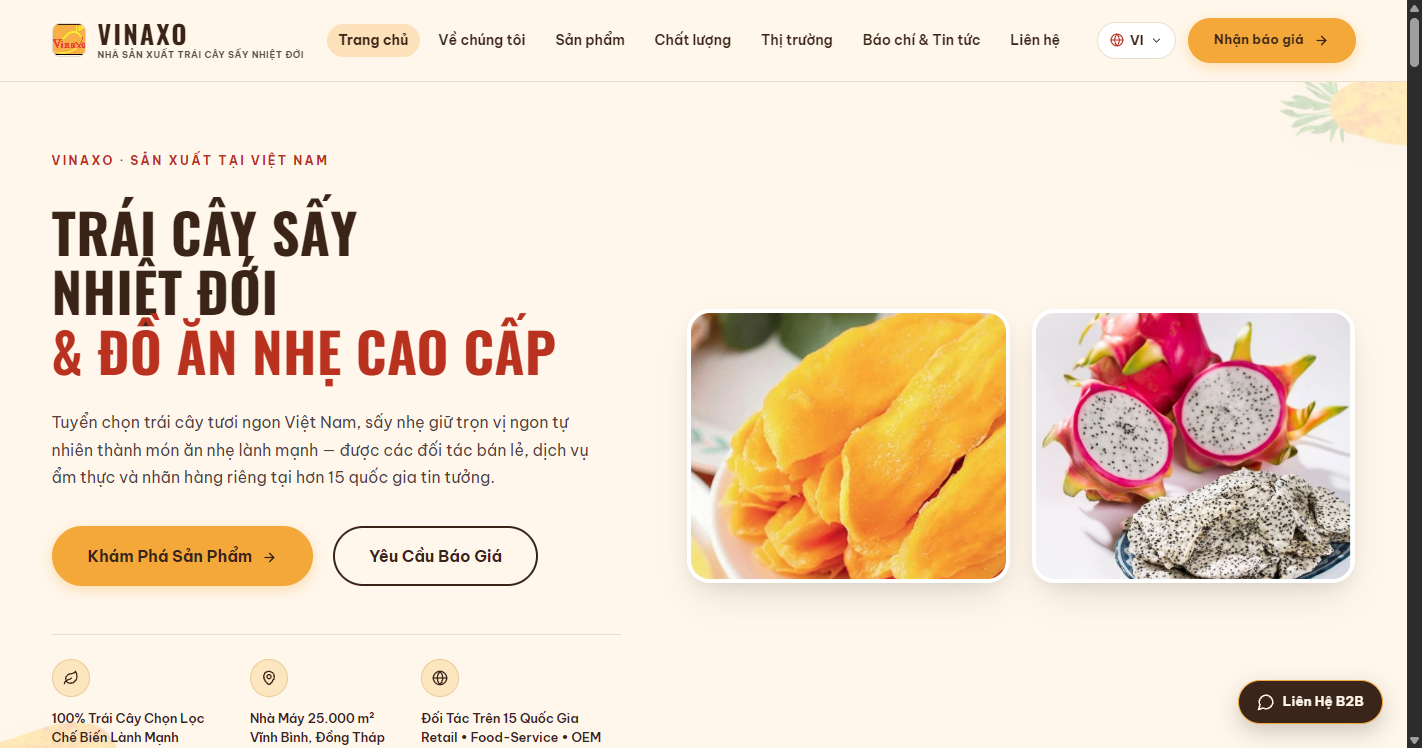 Vinaxo
VINAXO
NHÀ SẢN XUẤT TRÁI CÂY SẤY NHIỆT ĐỚI
Trang chủ
Về chúng tôi
Sản phẩm
Chất lượng
Thị trường
Báo chí & Tin tức
Liên hệ
VI
Nhận báo giá →
VINAXO · SẢN XUẤT TẠI VIỆT NAM
TRÁI CÂY SẤY
NHIỆT ĐỚI
& ĐỒ ĂN NHẸ CAO CẤP
Tuyển chọn trái cây tươi ngon Việt Nam, sấy nhẹ giữ trọn vị ngon tự
nhiên thành món ăn nhẹ lành mạnh — được các đối tác bán lẻ, dịch vụ
ẩm thực và nhãn hàng riêng tại hơn 15 quốc gia tin tưởng.
Khám Phá Sản Phẩm →
Yêu Cầu Báo Giá
100% Trái Cây Chọn Lọc
Chế Biến Lành Mạnh
Nhà Máy 25.000 m²
Vĩnh Bình, Đồng Tháp
Đối Tác Trên 15 Quốc Gia
Retail • Food-Service • OEM
Liên Hệ B2B